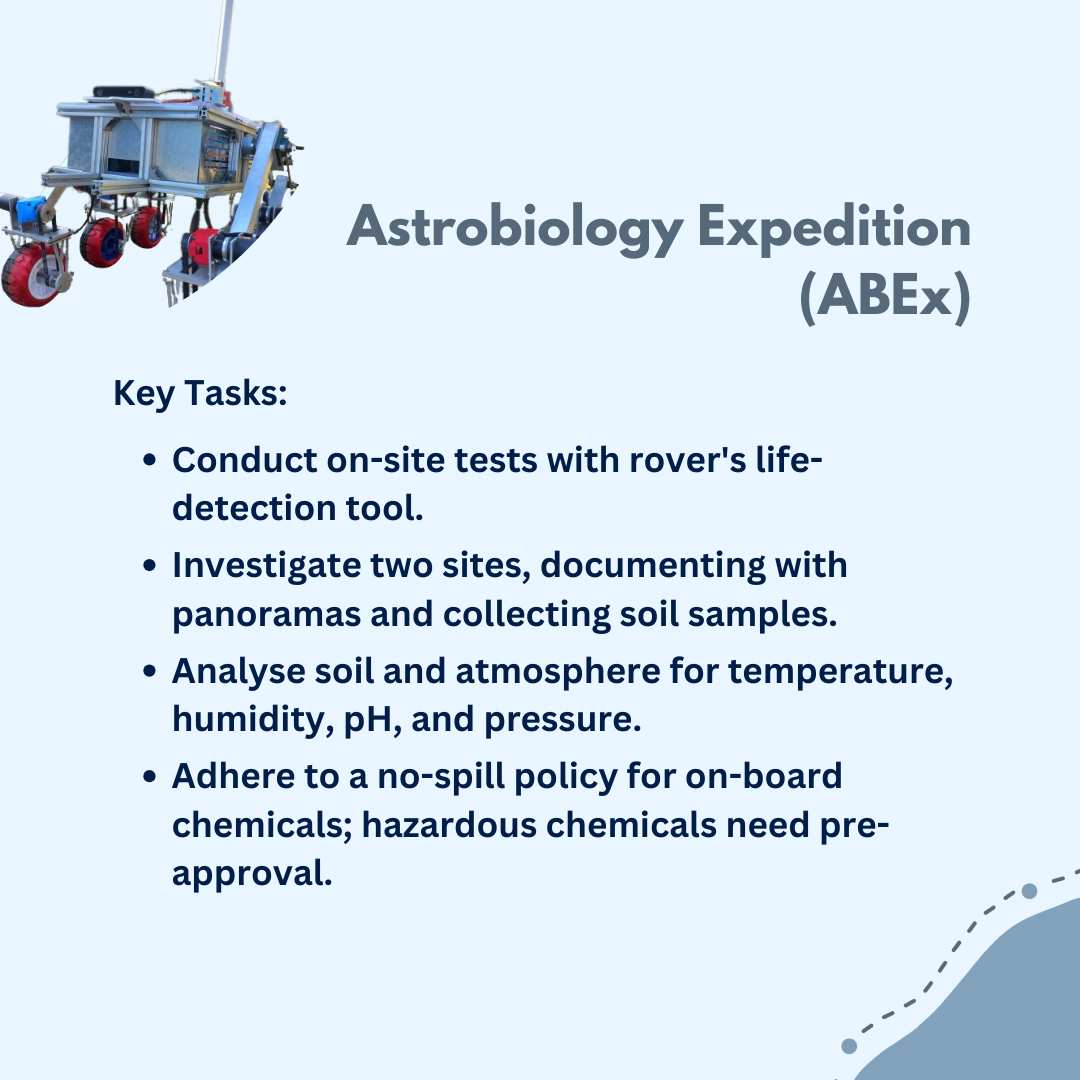 Astrobiology Expedition
(ABEx)
Key Tasks:
• Conduct on-site tests with rover's life-
detection tool.
• Investigate two sites, documenting with
panoramas and collecting soil samples.
• Analyse soil and atmosphere for temperature,
humidity, pH, and pressure.
• Adhere to a no-spill policy for on-board
chemicals; hazardous chemicals need pre-
approval.